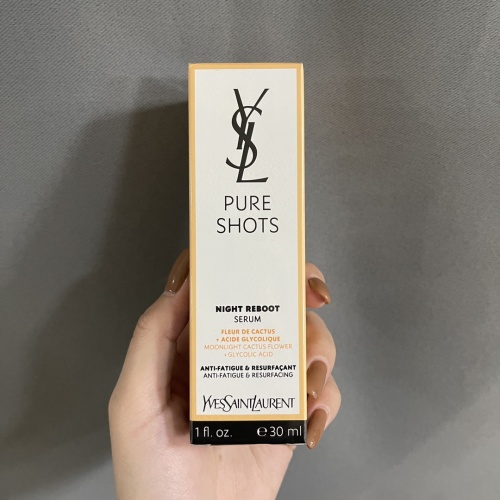 YSL
PURE
SHOTS
NIGHT REBOOT
SERUM
FLEUR DE CACTUS
+ ACIDE GLYCOLIQUE
MOONLIGHT CACTUS FLOWER
+ GLYCOLIC ACID
ANTI-FATIGUE & RESURFAÇANT
ANTI-FATIGUE & RESURFACING
YVESSAINTLAURENT
1 fl. oz. ℮ 30 ml